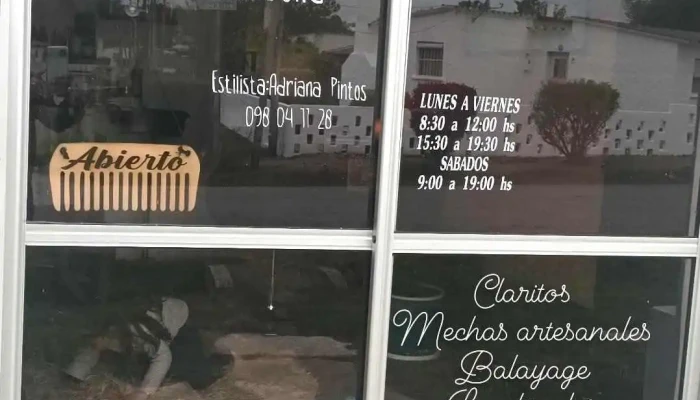 Estilista:Adriana Pintos
098 04 11 28
Abierto
LUNES A VIERNES
8:30 a 12:00 hs
15:30 a 19:30 hs
SABADOS
9:00 a 19:00 hs
Claritos
Mechas artesanales
Balayage